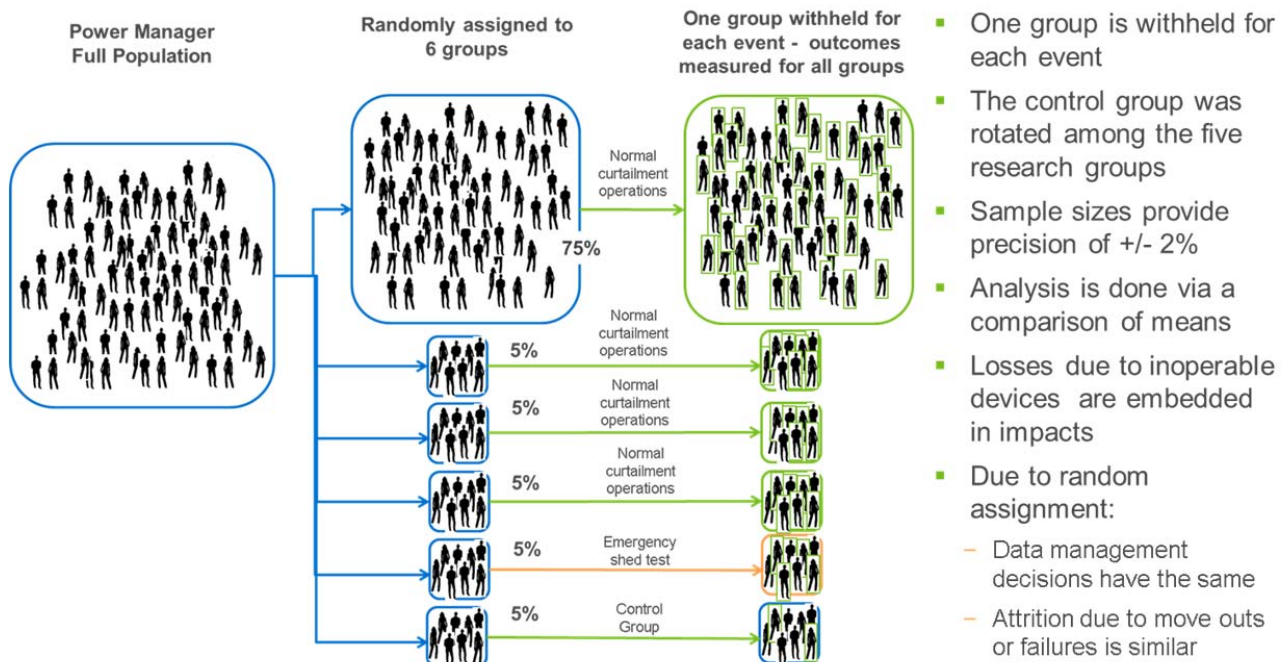 Power Manager
Full Population
Randomly assigned to
6 groups
One group withheld for
each event - outcomes
measured for all groups
Normal
curtailment
operations
75%
Normal
curtailment
operations
5%
Normal
curtailment
operations
5%
Normal
curtailment
operations
5%
Emergency
shed test
5%
Control
Group
5%
▪ One group is withheld for
each event
▪ The control group was
rotated among the five
research groups
▪ Sample sizes provide
precision of +/- 2%
▪ Analysis is done via a
comparison of means
▪ Losses due to inoperable
devices are embedded
in impacts
▪ Due to random
assignment:
– Data management
decisions have the same
– Attrition due to move outs
or failures is similar